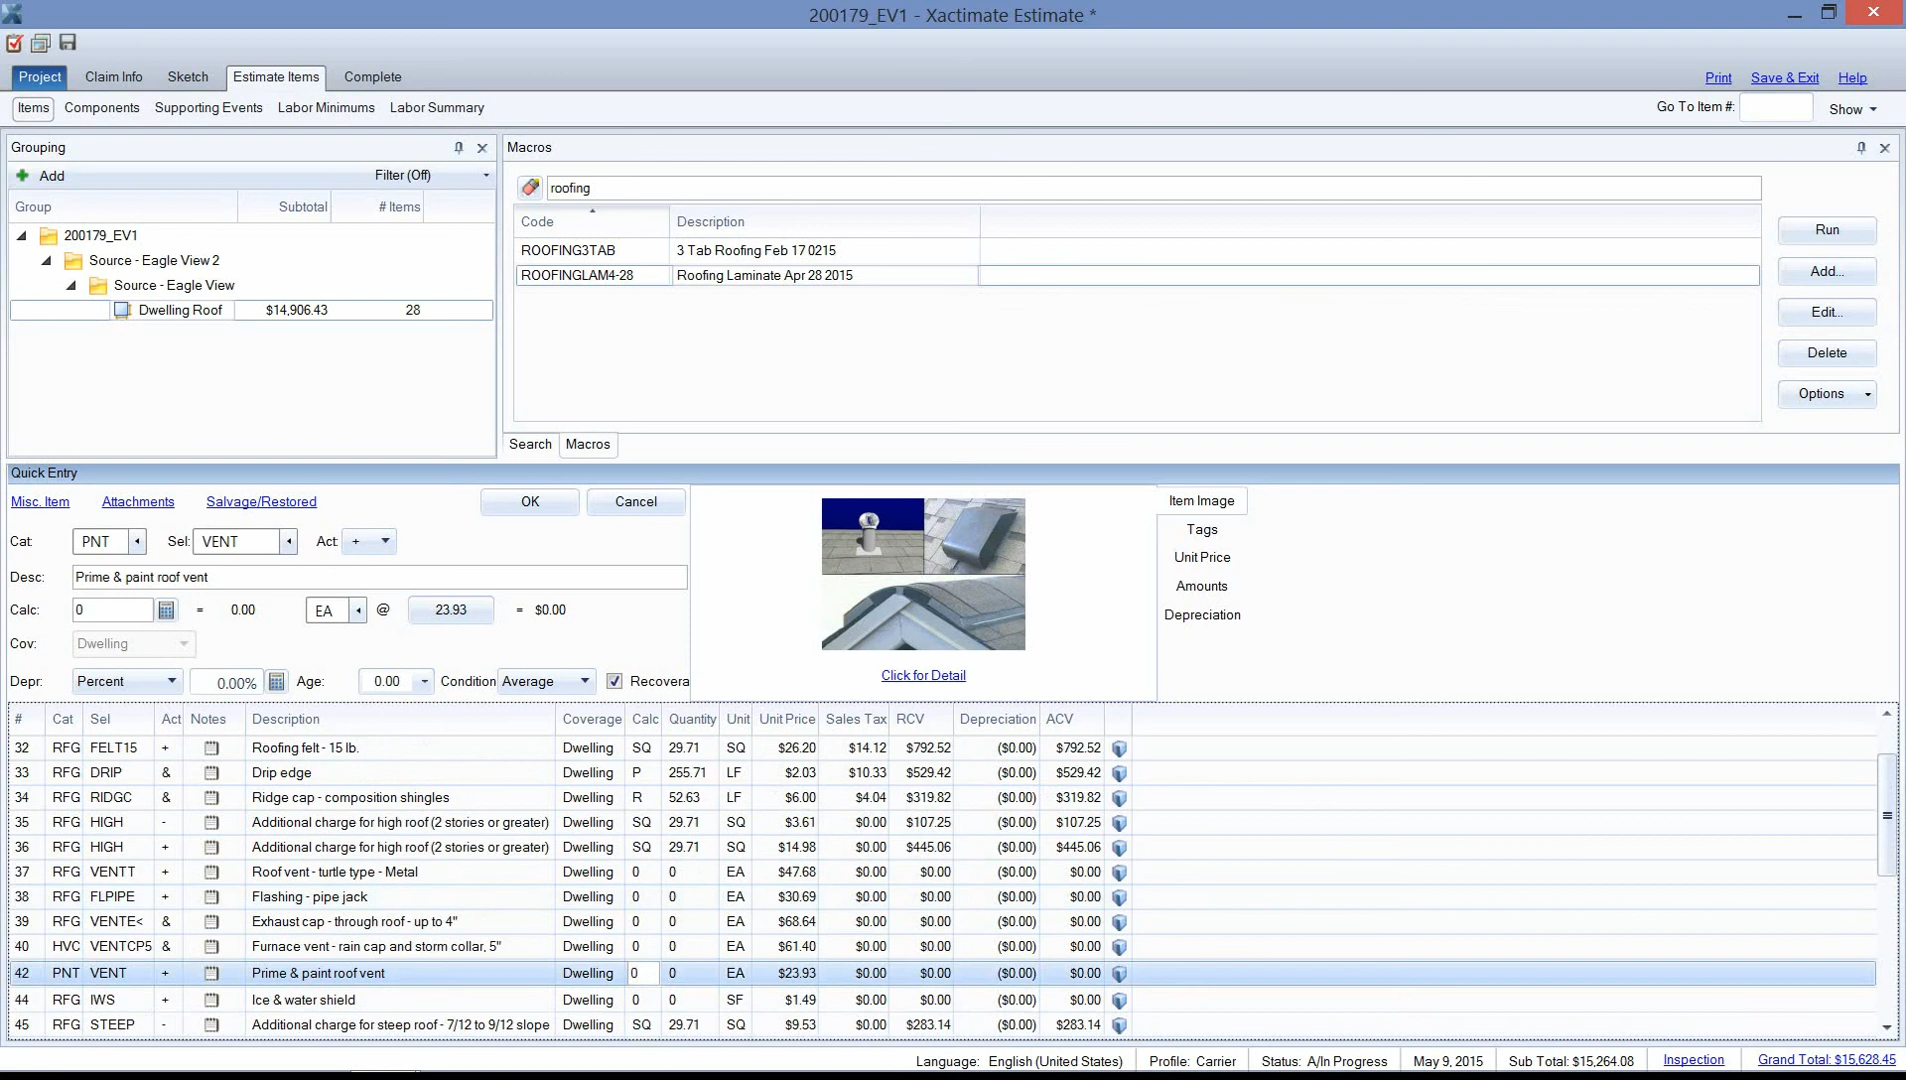 200179_EV1 - Xactimate Estimate *
Project Claim Info Sketch Estimate Items Complete Print Save & Exit Help
Items Components Supporting Events Labor Minimums Labor Summary Go To Item #: Show
Grouping Macros
Add Filter (Off)
roofing
Group Subtotal # Items
Code Description
200179_EV1
Run
Source - Eagle View 2
ROOFING3TAB 3 Tab Roofing Feb 17 0215
Source - Eagle View
ROOFINGLAM4-28 Roofing Laminate Apr 28 2015
Add...
Dwelling Roof $14,906.43 28
Edit...
Delete
Options
Search Macros
Quick Entry
Misc. Item Attachments Salvage/Restored OK Cancel Item Image
Tags
Cat: PNT Sel: VENT Act: +
Unit Price
Desc: Prime & paint roof vent
Amounts
Calc: 0 = 0.00 EA @ 23.93 = $0.00
Depreciation
Cov: Dwelling
Click for Detail
Depr: Percent 0.00% Age: 0.00 Condition Average Recovera
# Cat Sel Act Notes Description Coverage Calc Quantity Unit Unit Price Sales Tax RCV Depreciation ACV
32 RFG FELT15 + Roofing felt - 15 lb. Dwelling SQ 29.71 SQ $26.20 $14.12 $792.52 ($0.00) $792.52
33 RFG DRIP & Drip edge Dwelling P 255.71 LF $2.03 $10.33 $529.42 ($0.00) $529.42
34 RFG RIDGC & Ridge cap - composition shingles Dwelling R 52.63 LF $6.00 $4.04 $319.82 ($0.00) $319.82
35 RFG HIGH - Additional charge for high roof (2 stories or greater) Dwelling SQ 29.71 SQ $3.61 $0.00 $107.25 ($0.00) $107.25
36 RFG HIGH + Additional charge for high roof (2 stories or greater) Dwelling SQ 29.71 SQ $14.98 $0.00 $445.06 ($0.00) $445.06
37 RFG VENTT + Roof vent - turtle type - Metal Dwelling 0 0 EA $47.68 $0.00 $0.00 ($0.00) $0.00
38 RFG FLPIPE + Flashing - pipe jack Dwelling 0 0 EA $30.69 $0.00 $0.00 ($0.00) $0.00
39 RFG VENTE< & Exhaust cap - through roof - up to 4" Dwelling 0 0 EA $68.64 $0.00 $0.00 ($0.00) $0.00
40 HVC VENTCP5 & Furnace vent - rain cap and storm collar, 5" Dwelling 0 0 EA $61.40 $0.00 $0.00 ($0.00) $0.00
42 PNT VENT + Prime & paint roof vent Dwelling 0 0 EA $23.93 $0.00 $0.00 ($0.00) $0.00
44 RFG IWS + Ice & water shield Dwelling 0 0 SF $1.49 $0.00 $0.00 ($0.00) $0.00
45 RFG STEEP - Additional charge for steep roof - 7/12 to 9/12 slope Dwelling SQ 29.71 SQ $9.53 $0.00 $283.14 ($0.00) $283.14
Language: English (United States) Profile: Carrier Status: A/In Progress May 9, 2015 Sub Total: $15,264.08 Inspection Grand Total: $15,628.45